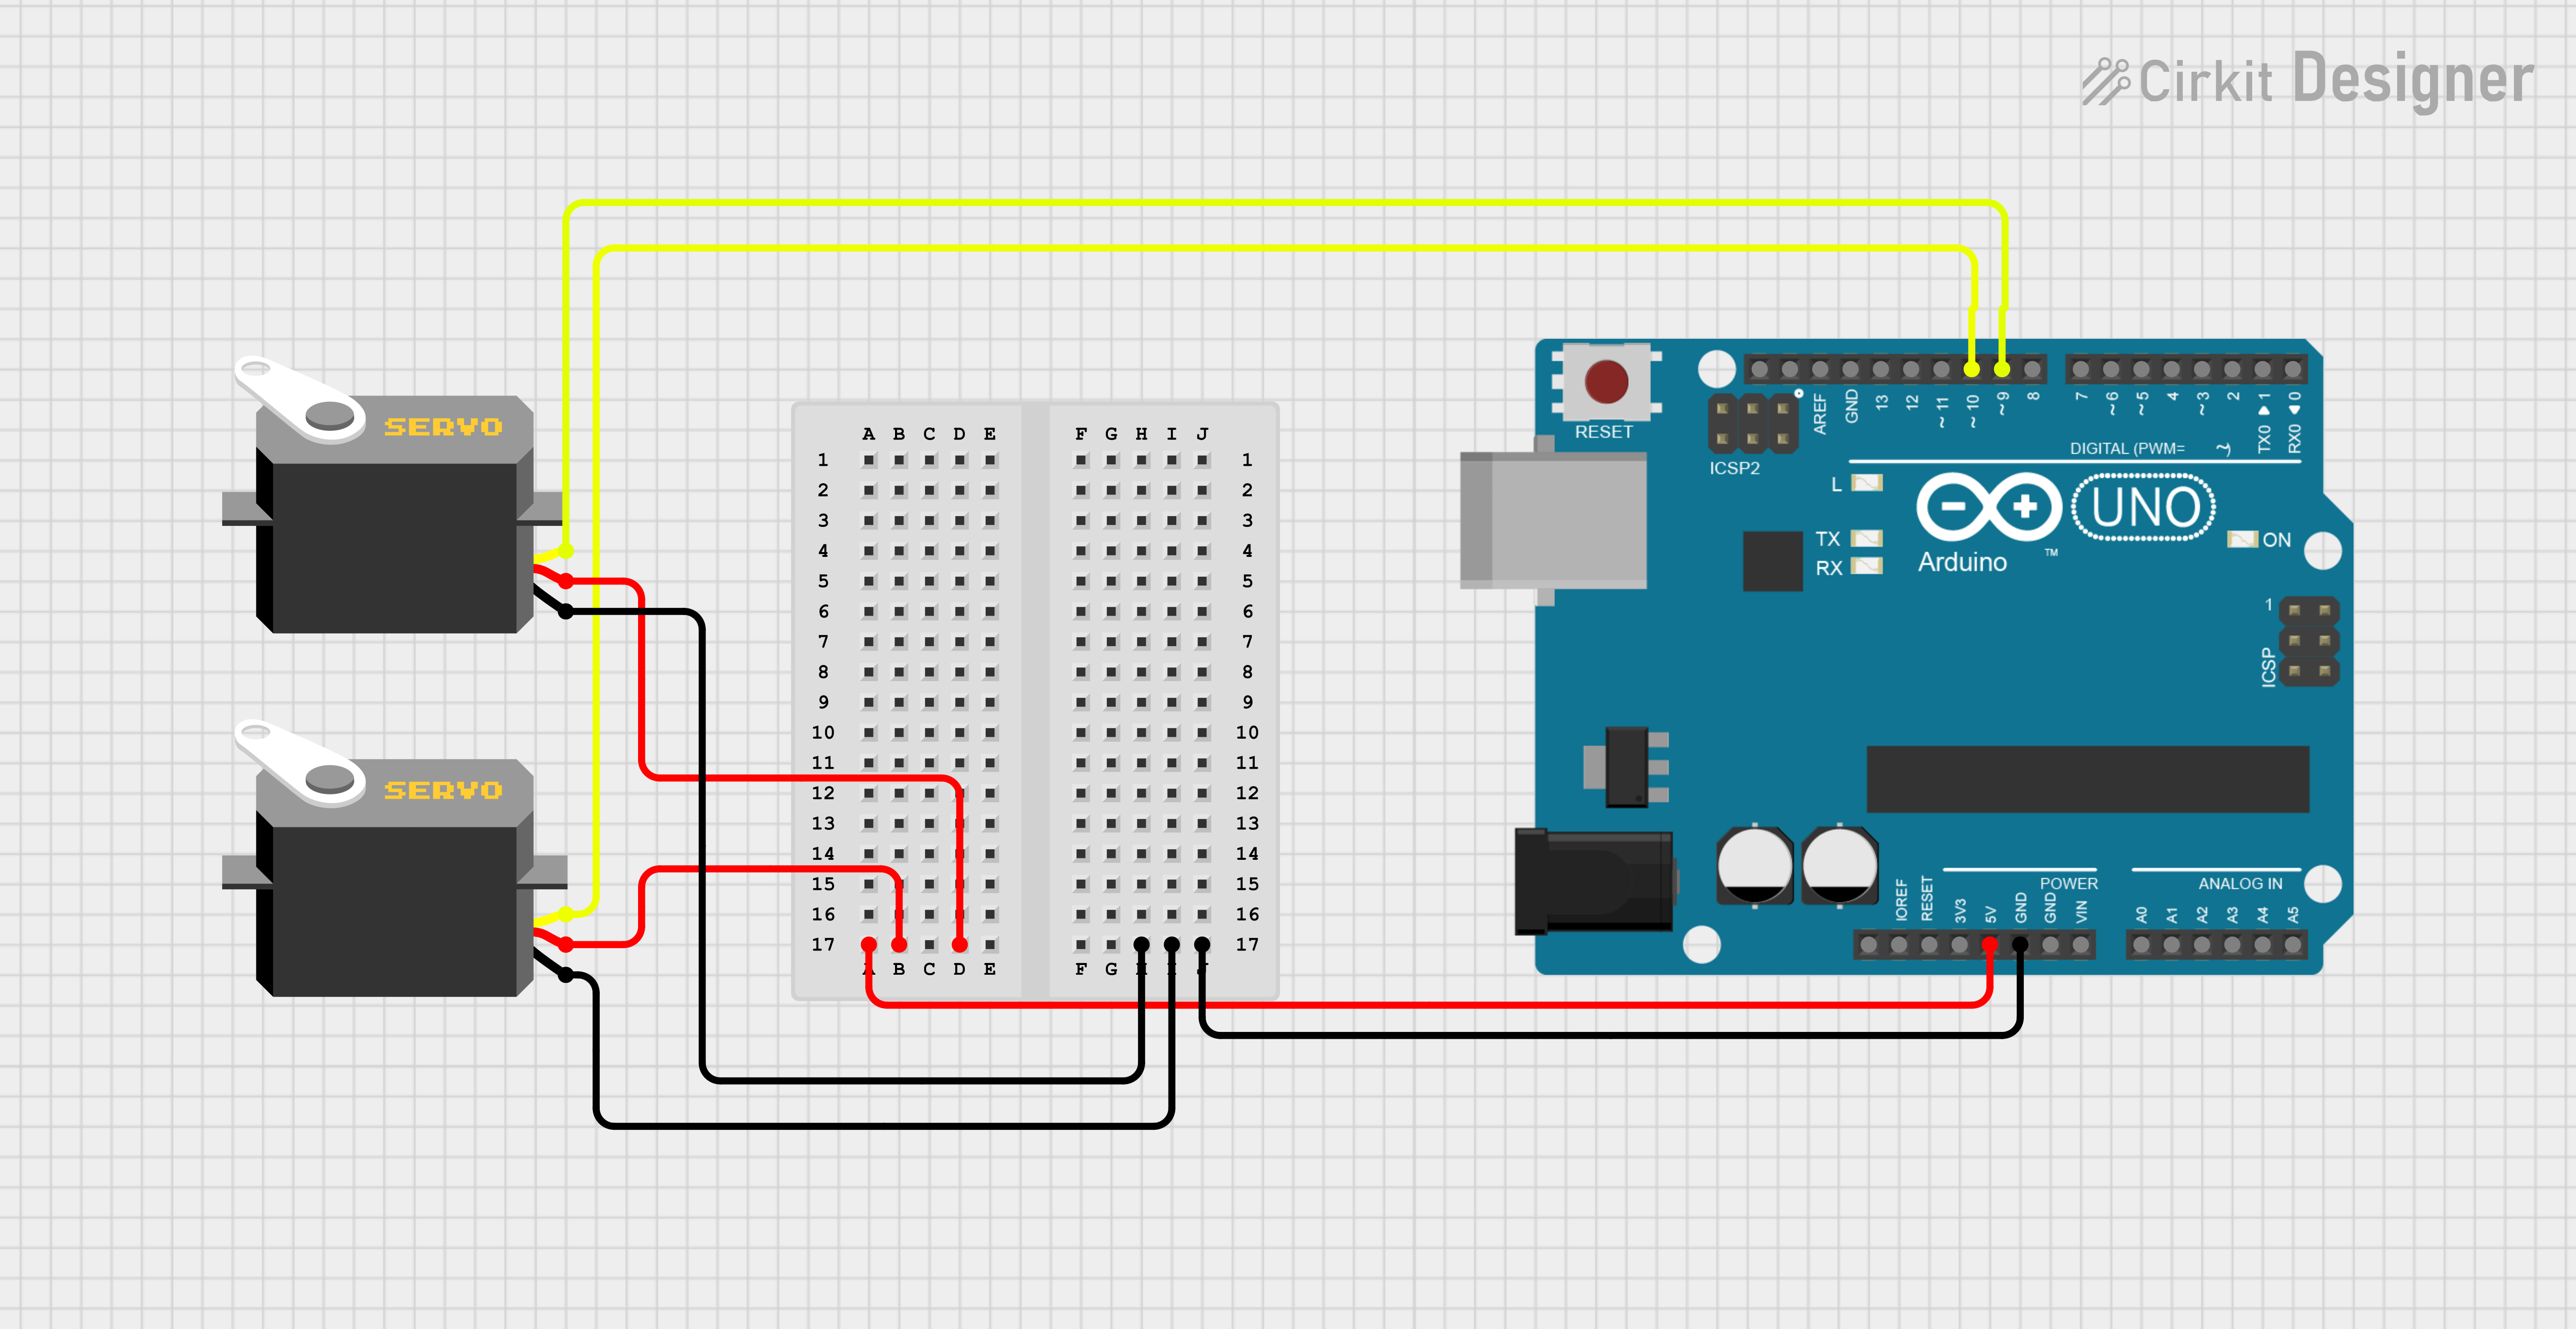 Cirkit Designer
SERVO
SERVO
A B C D E F G H I J
1 1
2 2
3 3
4 4
5 5
6 6
7 7
8 8
9 9
10 10
11 11
12 12
13 13
14 14
15 15
16 16
17 17
A B C D E F G H I J
RESET
ICSP2
AREF GND 13 12 ~11 ~10 ~9 8 7 ~6 ~5 4 ~3 2 TX0▶1 RX0◀0
DIGITAL (PWM= ~)
L
TX
RX
UNO
Arduino
™
ON
1
ICSP
POWER
ANALOG IN
IOREF RESET 3V3 5V GND GND VIN A0 A1 A2 A3 A4 A5